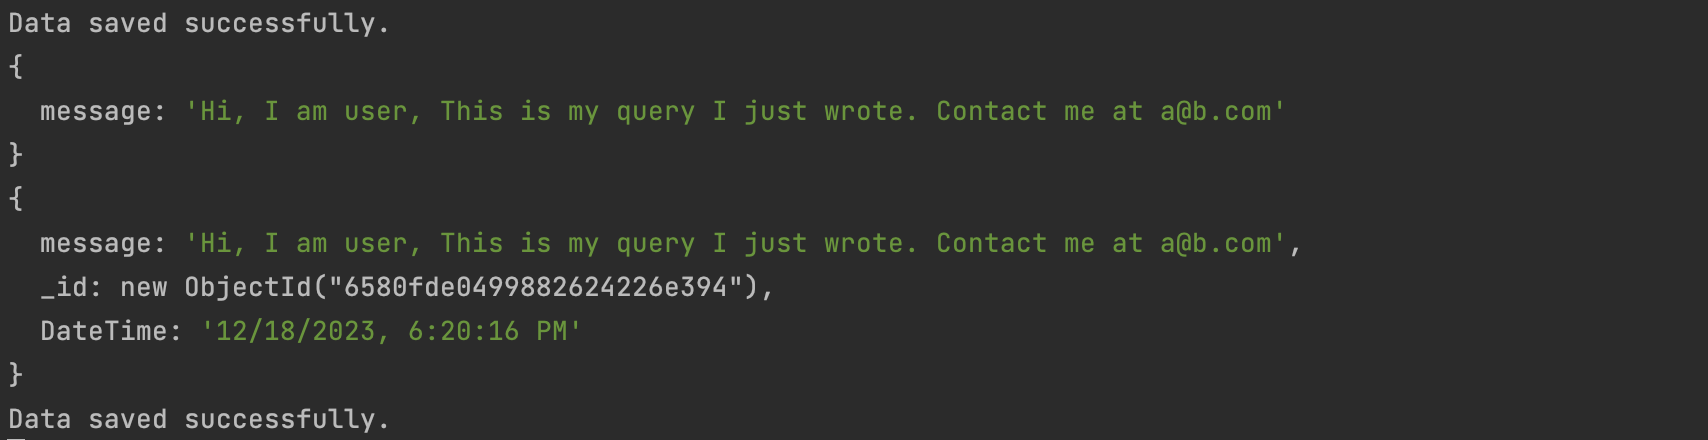 Data saved successfully.
{
  message: 'Hi, I am user, This is my query I just wrote. Contact me at a@b.com'
}
{
  message: 'Hi, I am user, This is my query I just wrote. Contact me at a@b.com',
  _id: new ObjectId("6580fde0499882624226e394"),
  DateTime: '12/18/2023, 6:20:16 PM'
}
Data saved successfully.